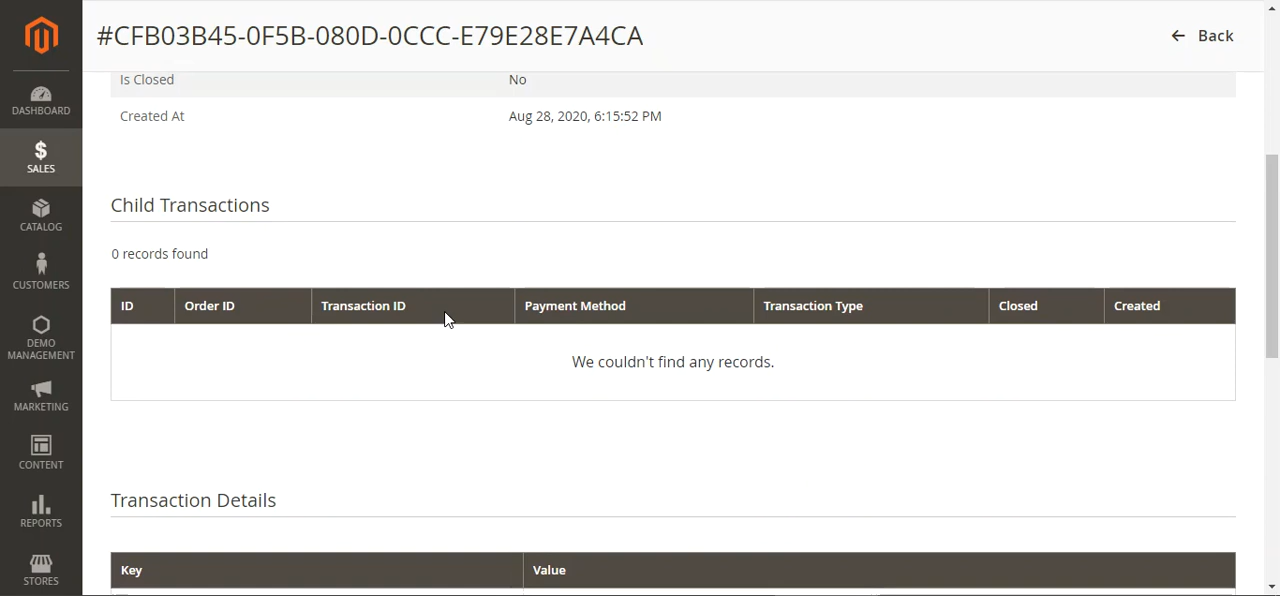 #CFB03B45-0F5B-080D-0CCC-E79E28E7A4CA
Back
DASHBOARD
SALES
CATALOG
CUSTOMERS
DEMO
MANAGEMENT
MARKETING
CONTENT
REPORTS
STORES
Is Closed No
Created At Aug 28, 2020, 6:15:52 PM
Child Transactions
0 records found
ID Order ID Transaction ID Payment Method Transaction Type Closed Created
We couldn't find any records.
Transaction Details
Key Value